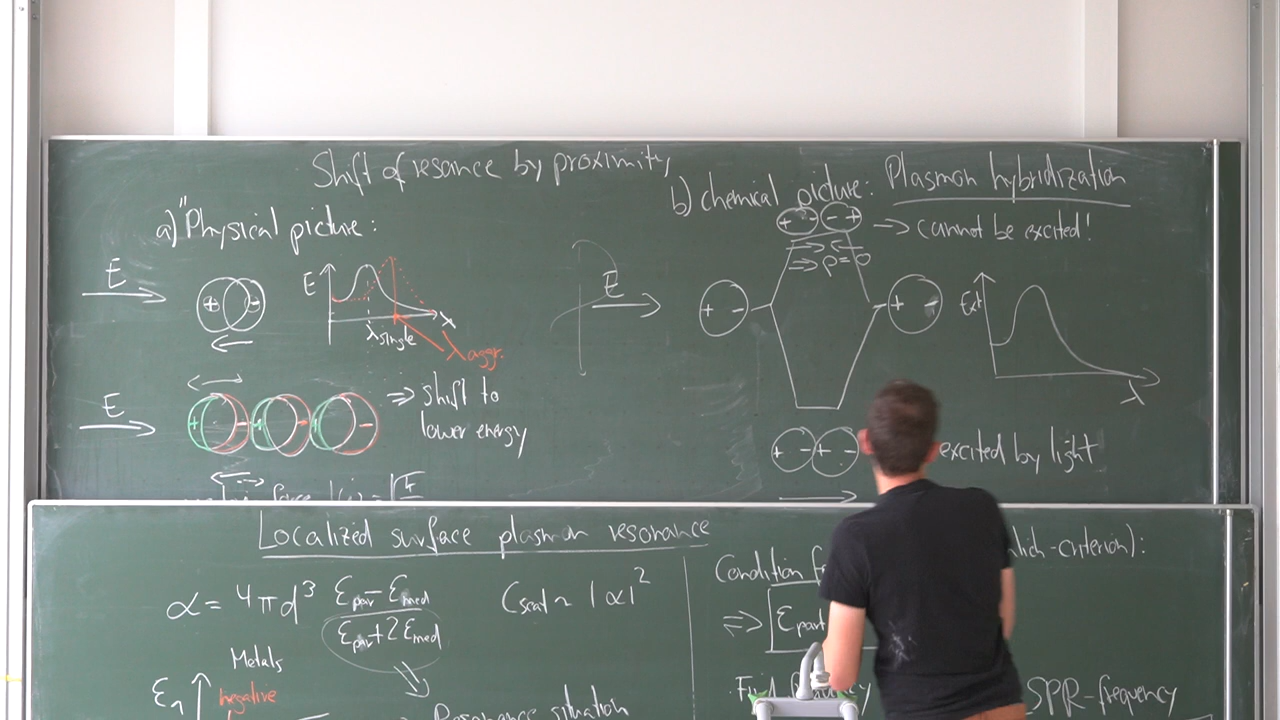 Shift of resonce by proximity
a) "Physical picture:
E
+ -
E
λsingle
λ
λaggr.
E
+ - + - + -
⇒ shift to
lower energy
b) chemical picture: Plasmon hybridization
+ - - +
⇒ cannot be excited!
⇒ p=0
E
+ -
+ -
Ext
λ
+ - + -
excited by light
Localized surface plasmon resonance
α = 4πd³ εpar-εmed
εpar+2εmed
Cscat ~ |α|²
Metals
ε₁
negative
Resonance situation
Condition
lich-criterion):
⇒ εpart
SPR-frequency